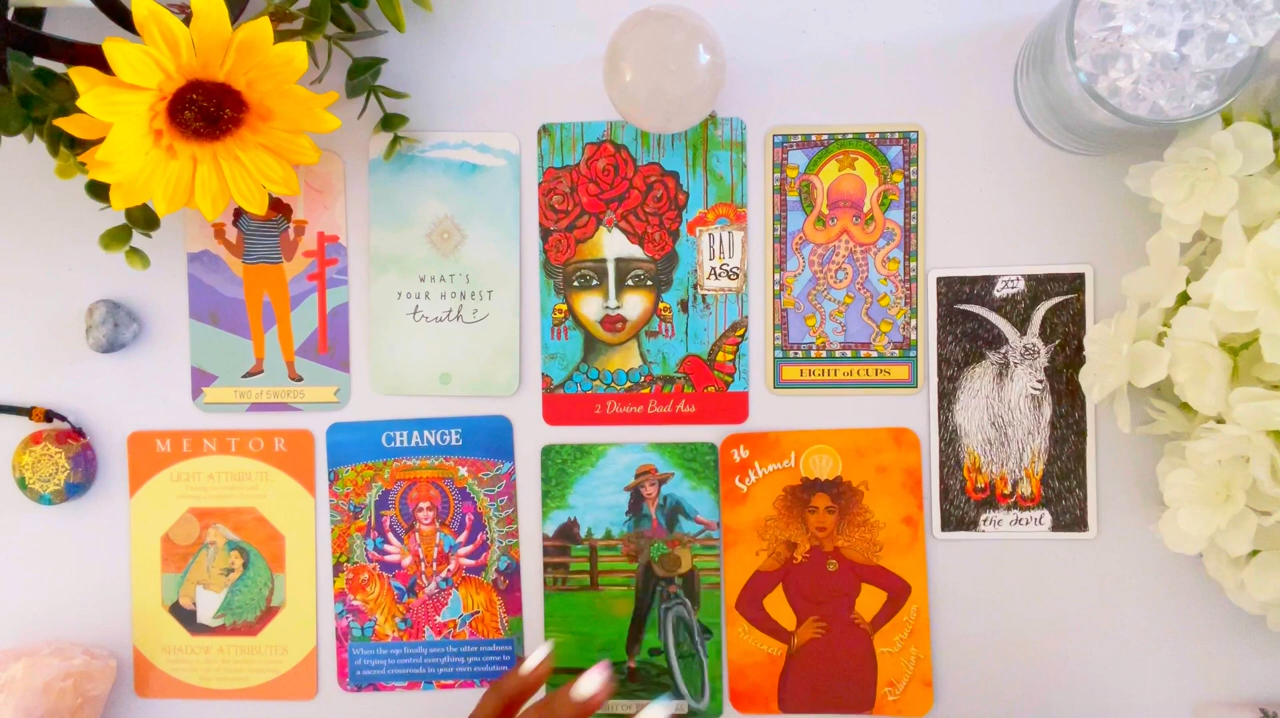 TWO of SWORDS
WHAT'S
YOUR HONEST
truth?
BAD
ASS
2 Divine Bad Ass
EIGHT of CUPS
XV
the devil
MENTOR
LIGHT ATTRIBUTE
SHADOW ATTRIBUTES
CHANGE
When the ego finally sees the utter madness
of trying to control everything, you come to
a sacred crossroads in your own evolution.
36
Sekhmet
Destruction
Rebuilding